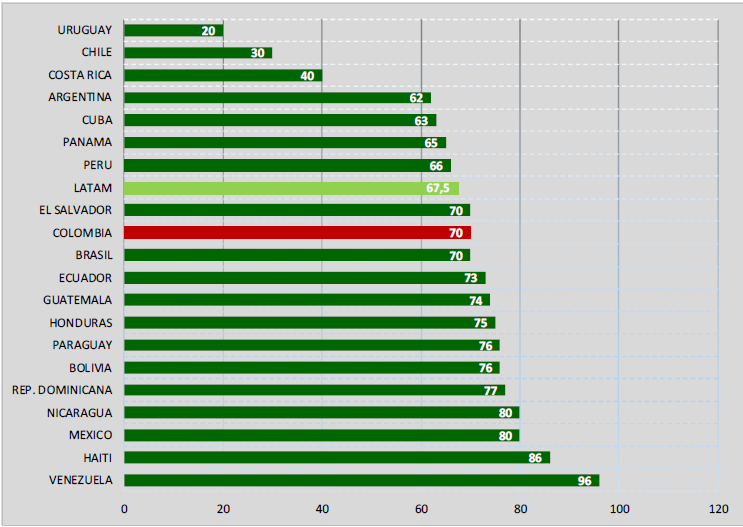 URUGUAY 20
CHILE 30
COSTA RICA 40
ARGENTINA 62
CUBA 63
PANAMA 65
PERU 66
LATAM 67,5
EL SALVADOR 70
COLOMBIA 70
BRASIL 70
ECUADOR 73
GUATEMALA 74
HONDURAS 75
PARAGUAY 76
BOLIVIA 76
REP. DOMINICANA 77
NICARAGUA 80
MEXICO 80
HAITI 86
VENEZUELA 96
0 20 40 60 80 100 120